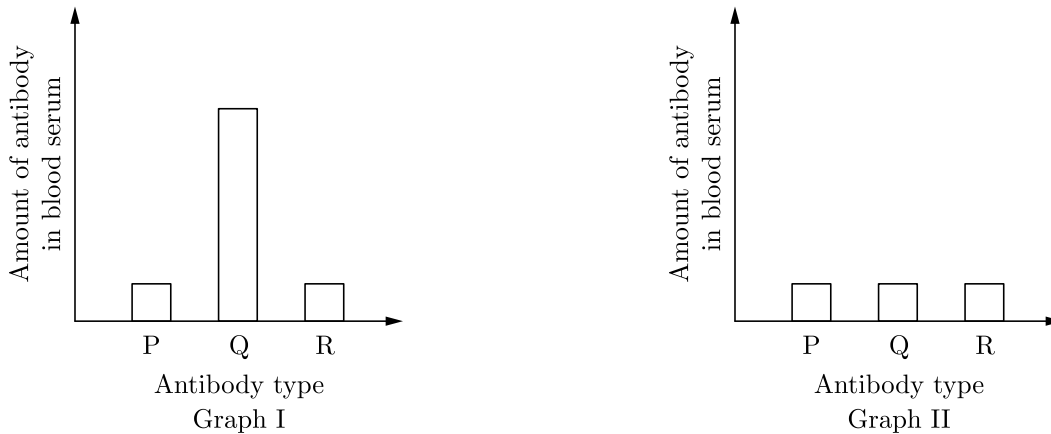 Amount of antibody
in blood serum
P Q R
Antibody type
Graph I
Amount of antibody
in blood serum
P Q R
Antibody type
Graph II